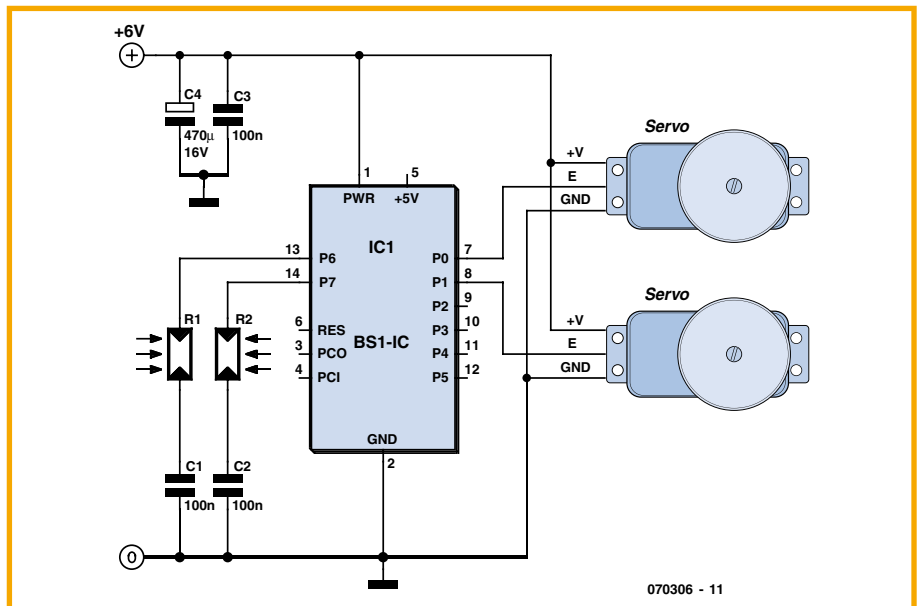 +6V
+
C4
C3
470µ
16V
100n
Servo
+V
E
GND
1
5
PWR
+5V
IC1
13
P6
P0
7
14
P7
P1
8
P2
9
R1
R2
6
RES
P3
10
3
PCO
BS1-IC
P4
11
4
PCI
P5
12
Servo
+V
E
GND
GND
2
C1
C2
100n
100n
0
070306 - 11